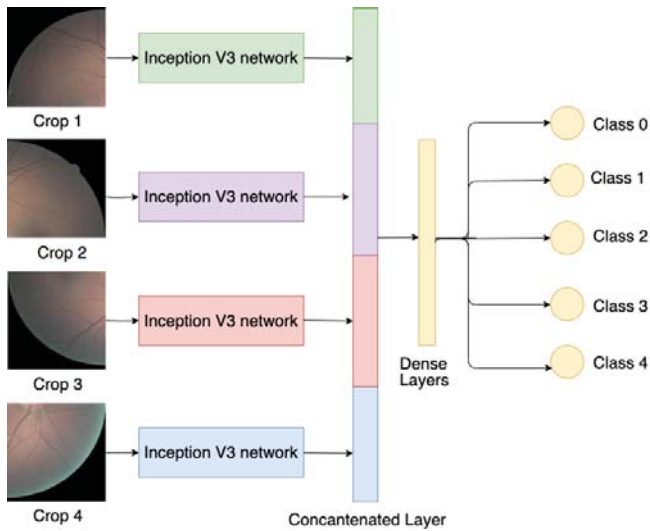 Crop 1
Inception V3 network
Crop 2
Inception V3 network
Crop 3
Inception V3 network
Crop 4
Inception V3 network
Concantenated Layer
Dense
Layers
Class 0
Class 1
Class 2
Class 3
Class 4